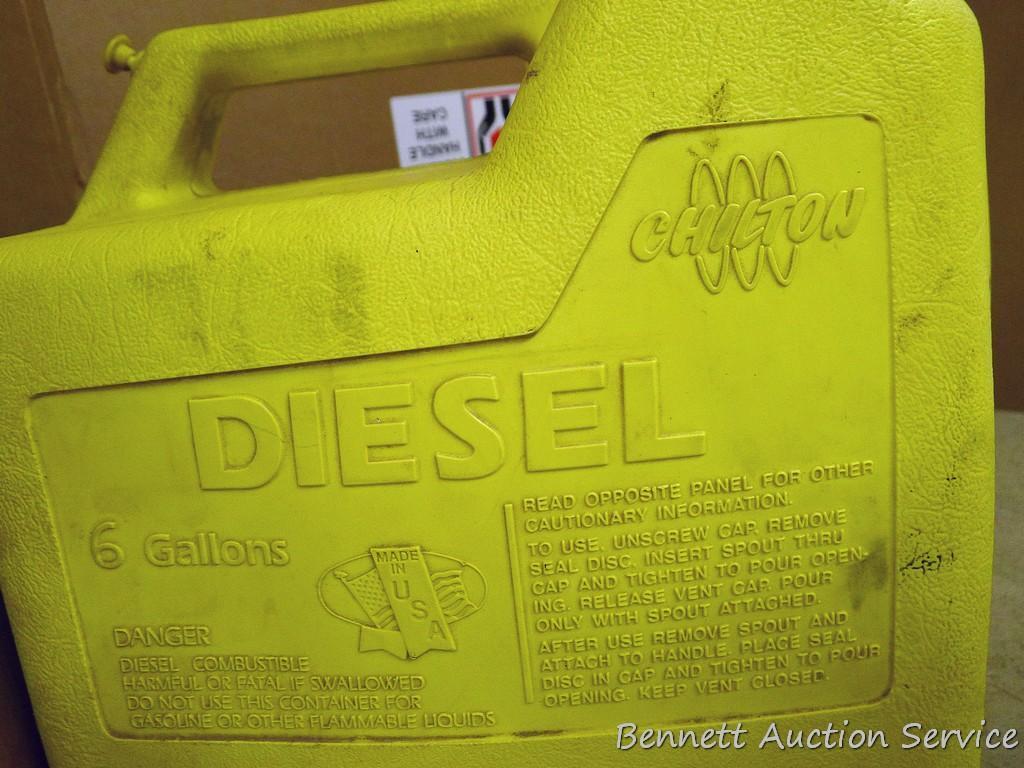 HANDLE
WITH
CARE
CHILTON
DIESEL
6 Gallons
MADE
IN
USA
DANGER
DIESEL COMBUSTIBLE
HARMFUL OR FATAL IF SWALLOWED
DO NOT USE THIS CONTAINER FOR
GASOLINE OR OTHER FLAMMABLE LIQUIDS
READ OPPOSITE PANEL FOR OTHER
CAUTIONARY INFORMATION.
TO USE, UNSCREW CAP, REMOVE
SEAL DISC, INSERT SPOUT THRU
CAP AND TIGHTEN TO POUR OPEN-
ING. RELEASE VENT CAP. POUR
ONLY WITH SPOUT ATTACHED.
AFTER USE REMOVE SPOUT AND
ATTACH TO HANDLE. PLACE SEAL
DISC IN CAP AND TIGHTEN TO POUR
OPENING. KEEP VENT CLOSED.
Bennett Auction Service